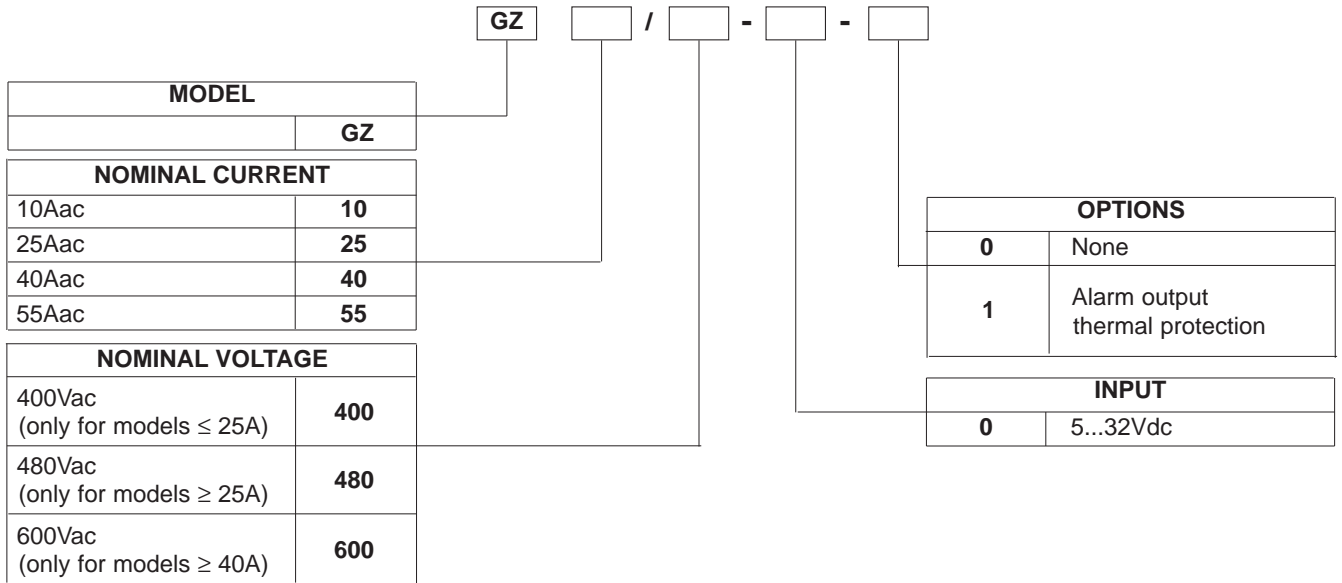 GZ / - -
MODEL
GZ
NOMINAL CURRENT
10Aac 10
25Aac 25
40Aac 40
55Aac 55
NOMINAL VOLTAGE
400Vac
(only for models ≤ 25A) 400
480Vac
(only for models ≥ 25A) 480
600Vac
(only for models ≥ 40A) 600
OPTIONS
0 None
1 Alarm output
thermal protection
INPUT
0 5...32Vdc